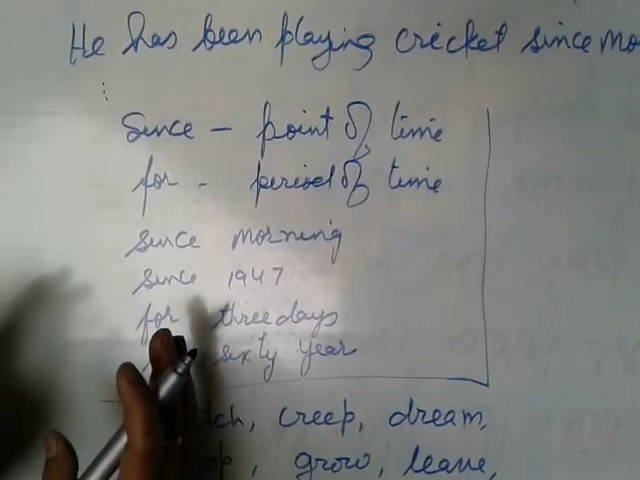 He has been playing cricket since mo
Since - point of time
for - period of time
since morning
since 1947
for three days
sixty year
creep, dream,
grow, leave,